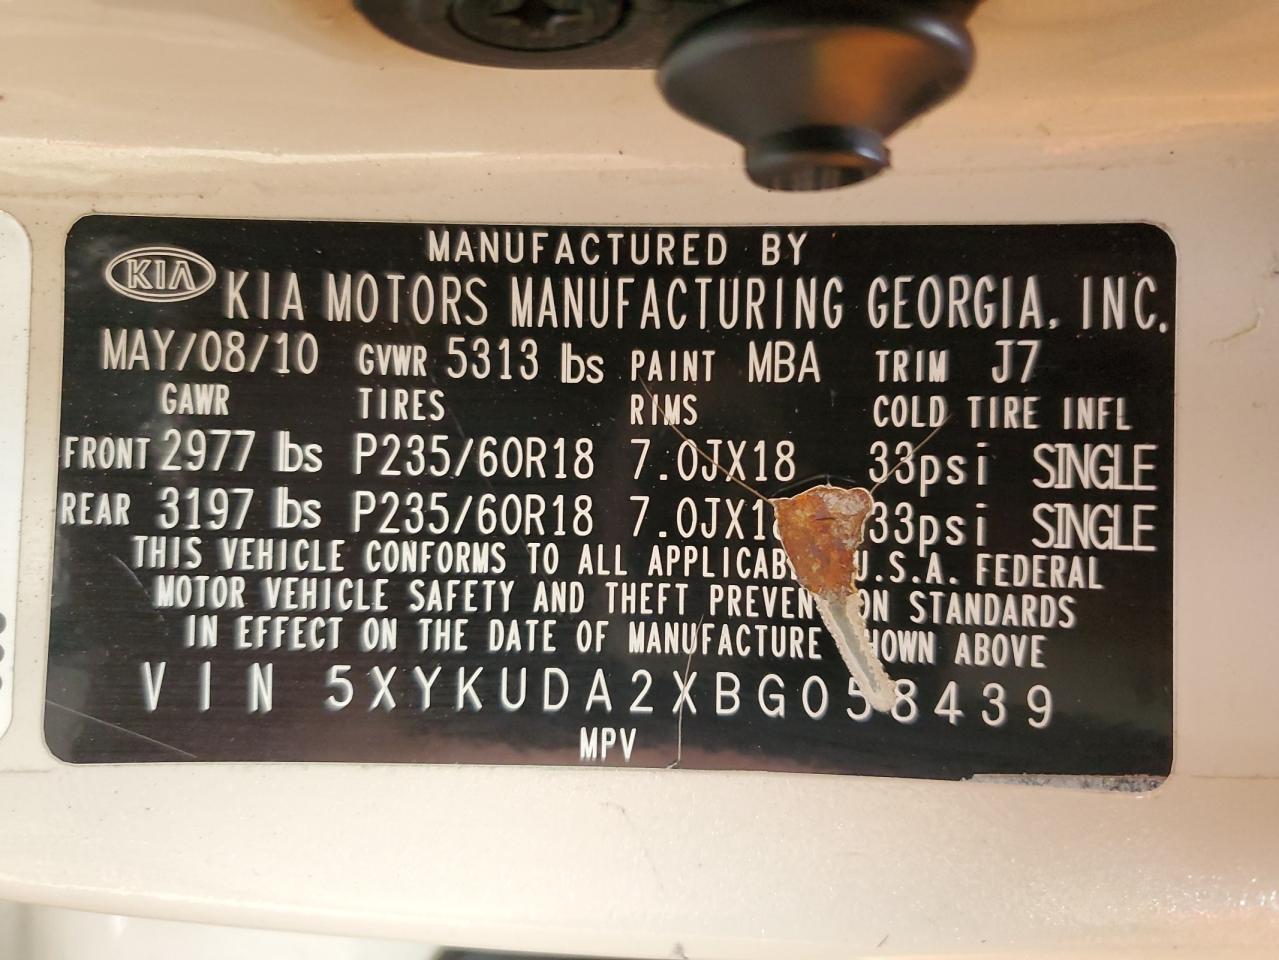 MANUFACTURED BY
KIA KIA MOTORS MANUFACTURING GEORGIA, INC.
MAY/08/10 GVWR 5313 lbs PAINT MBA TRIM J7
GAWR TIRES RIMS COLD TIRE INFL
FRONT 2977 lbs P235/60R18 7.0JX18 33psi SINGLE
REAR 3197 lbs P235/60R18 33psi SINGLE
THIS VEHICLE CONFORMS TO ALL U.S.A. FEDERAL
MOTOR VEHICLE SAFETY AND THEFT STANDARDS
IN EFFECT ON THE DATE OF MANUFACTURE ABOVE
VIN 5XYKUDA2XBG058439
MPV